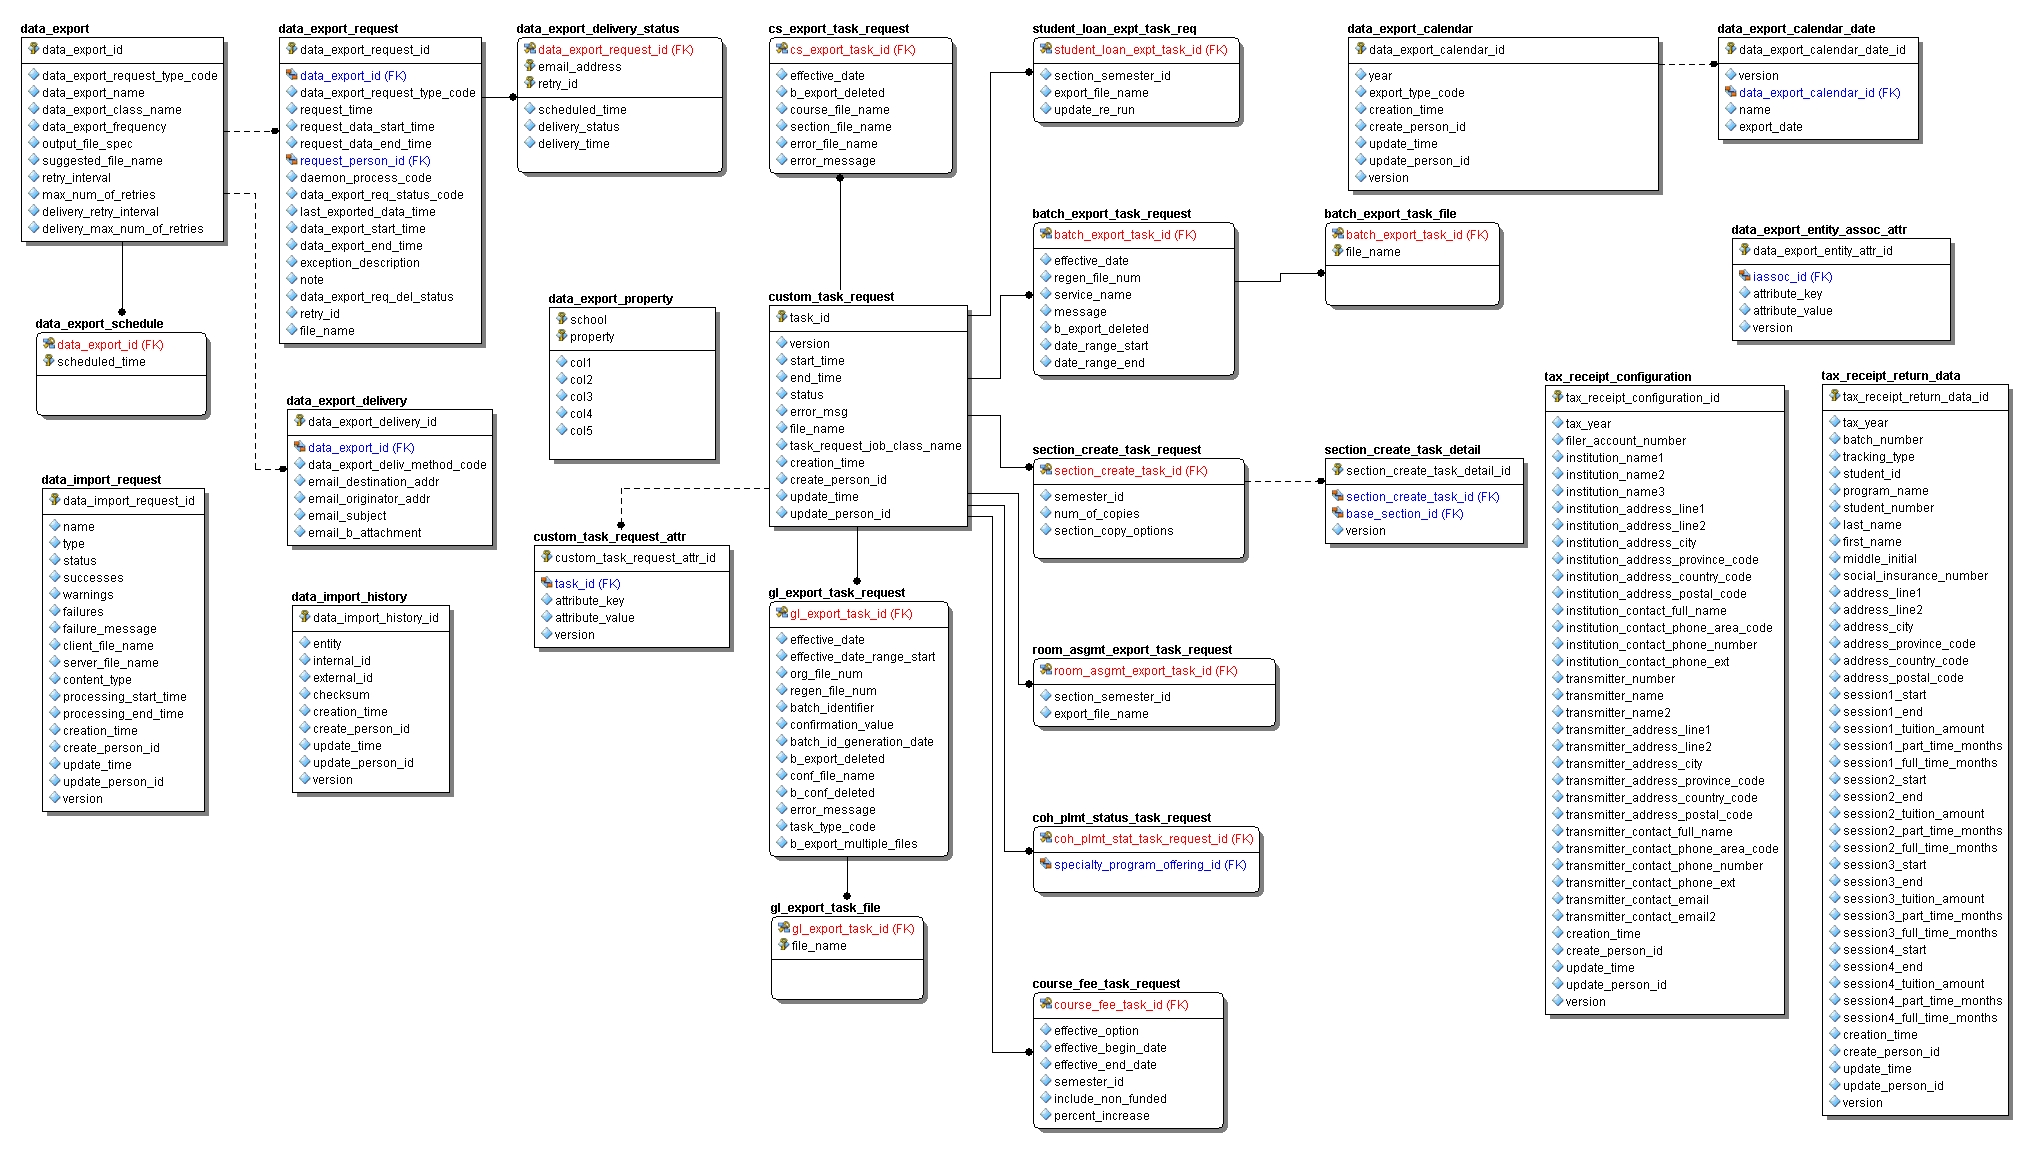 data_export
data_export_id
data_export_request_type_code
data_export_name
data_export_class_name
data_export_frequency
output_file_spec
suggested_file_name
retry_interval
max_num_of_retries
delivery_retry_interval
delivery_max_num_of_retries
data_export_request
data_export_request_id
data_export_id (FK)
data_export_request_type_code
request_time
request_data_start_time
request_data_end_time
request_person_id (FK)
daemon_process_code
data_export_req_status_code
last_exported_data_time
data_export_start_time
data_export_end_time
exception_description
note
data_export_req_del_status
retry_id
file_name
data_export_delivery_status
data_export_request_id (FK)
email_address
retry_id
scheduled_time
delivery_status
delivery_time
cs_export_task_request
cs_export_task_id (FK)
effective_date
b_export_deleted
course_file_name
section_file_name
error_file_name
error_message
student_loan_expt_task_req
student_loan_expt_task_id (FK)
section_semester_id
export_file_name
update_re_run
data_export_calendar
data_export_calendar_id
year
export_type_code
creation_time
create_person_id
update_time
update_person_id
version
data_export_calendar_date
data_export_calendar_date_id
version
data_export_calendar_id (FK)
name
export_date
batch_export_task_request
batch_export_task_id (FK)
effective_date
regen_file_num
service_name
message
b_export_deleted
date_range_start
date_range_end
batch_export_task_file
batch_export_task_id (FK)
file_name
data_export_entity_assoc_attr
data_export_entity_attr_id
iassoc_id (FK)
attribute_key
attribute_value
version
data_export_schedule
data_export_id (FK)
scheduled_time
data_export_property
school
property
col1
col2
col3
col4
col5
custom_task_request
task_id
version
start_time
end_time
status
error_msg
file_name
task_request_job_class_name
creation_time
create_person_id
update_time
update_person_id
data_export_delivery
data_export_delivery_id
data_export_id (FK)
data_export_deliv_method_code
email_destination_addr
email_originator_addr
email_subject
email_b_attachment
section_create_task_request
section_create_task_id (FK)
semester_id
num_of_copies
section_copy_options
section_create_task_detail
section_create_task_detail_id
section_create_task_id (FK)
base_section_id (FK)
version
tax_receipt_configuration
tax_receipt_configuration_id
tax_year
filer_account_number
institution_name1
institution_name2
institution_name3
institution_address_line1
institution_address_line2
institution_address_city
institution_address_province_code
institution_address_country_code
institution_address_postal_code
institution_contact_full_name
institution_contact_phone_area_code
institution_contact_phone_number
institution_contact_phone_ext
transmitter_number
transmitter_name
transmitter_name2
transmitter_address_line1
transmitter_address_line2
transmitter_address_city
transmitter_address_province_code
transmitter_address_country_code
transmitter_address_postal_code
transmitter_contact_full_name
transmitter_contact_phone_area_code
transmitter_contact_phone_number
transmitter_contact_phone_ext
transmitter_contact_email
transmitter_contact_email2
creation_time
create_person_id
update_time
update_person_id
version
tax_receipt_return_data
tax_receipt_return_data_id
tax_year
batch_number
tracking_type
student_id
program_name
student_number
last_name
first_name
middle_initial
social_insurance_number
address_line1
address_line2
address_city
address_province_code
address_country_code
address_postal_code
session1_start
session1_end
session1_tuition_amount
session1_part_time_months
session1_full_time_months
session2_start
session2_end
session2_tuition_amount
session2_part_time_months
session2_full_time_months
session3_start
session3_end
session3_tuition_amount
session3_part_time_months
session3_full_time_months
session4_start
session4_end
session4_tuition_amount
session4_part_time_months
session4_full_time_months
creation_time
create_person_id
update_time
update_person_id
version
data_import_request
data_import_request_id
name
type
status
successes
warnings
failures
failure_message
client_file_name
server_file_name
content_type
processing_start_time
processing_end_time
creation_time
create_person_id
update_time
update_person_id
version
data_import_history
data_import_history_id
entity
internal_id
external_id
checksum
creation_time
create_person_id
update_time
update_person_id
version
custom_task_request_attr
custom_task_request_attr_id
task_id (FK)
attribute_key
attribute_value
version
gl_export_task_request
gl_export_task_id (FK)
effective_date
effective_date_range_start
org_file_num
regen_file_num
batch_identifier
confirmation_value
batch_id_generation_date
b_export_deleted
conf_file_name
b_conf_deleted
error_message
task_type_code
b_export_multiple_files
room_asgmt_export_task_request
room_asgmt_export_task_id (FK)
section_semester_id
export_file_name
coh_plmt_status_task_request
coh_plmt_stat_task_request_id (FK)
specialty_program_offering_id (FK)
gl_export_task_file
gl_export_task_id (FK)
file_name
course_fee_task_request
course_fee_task_id (FK)
effective_option
effective_begin_date
effective_end_date
semester_id
include_non_funded
percent_increase